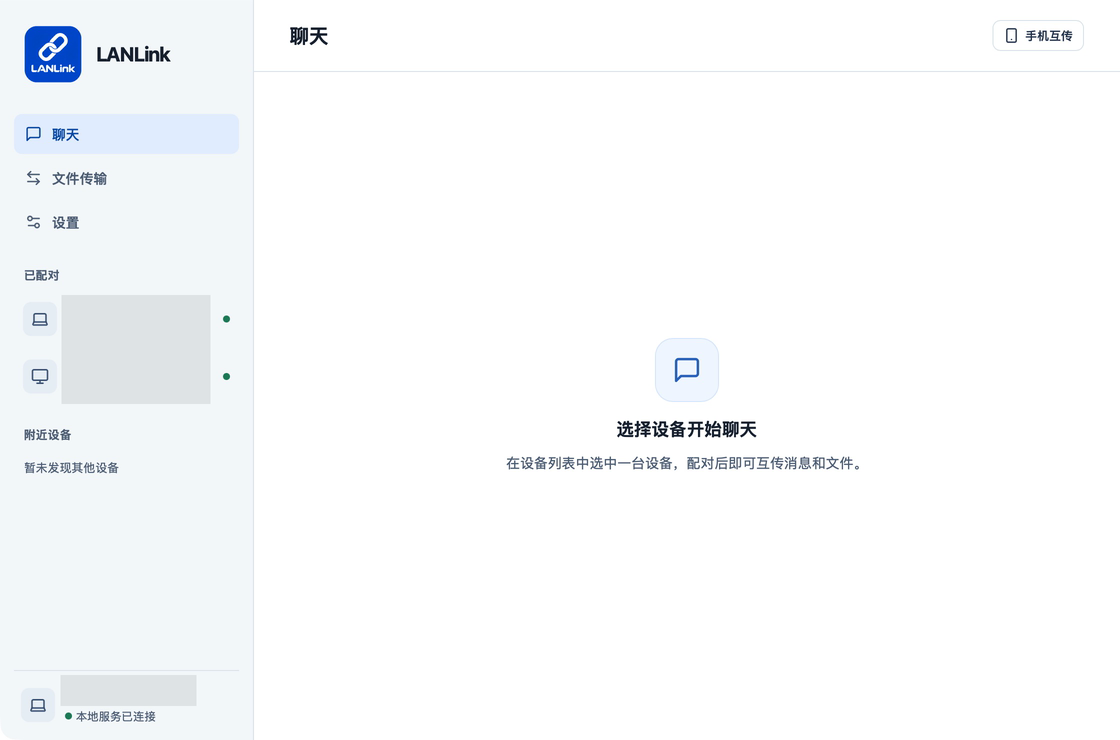 LANLink
LANLink
聊天
文件传输
设置
已配对
附近设备
暂未发现其他设备
本地服务已连接
聊天
手机互传
选择设备开始聊天
在设备列表中选中一台设备，配对后即可互传消息和文件。